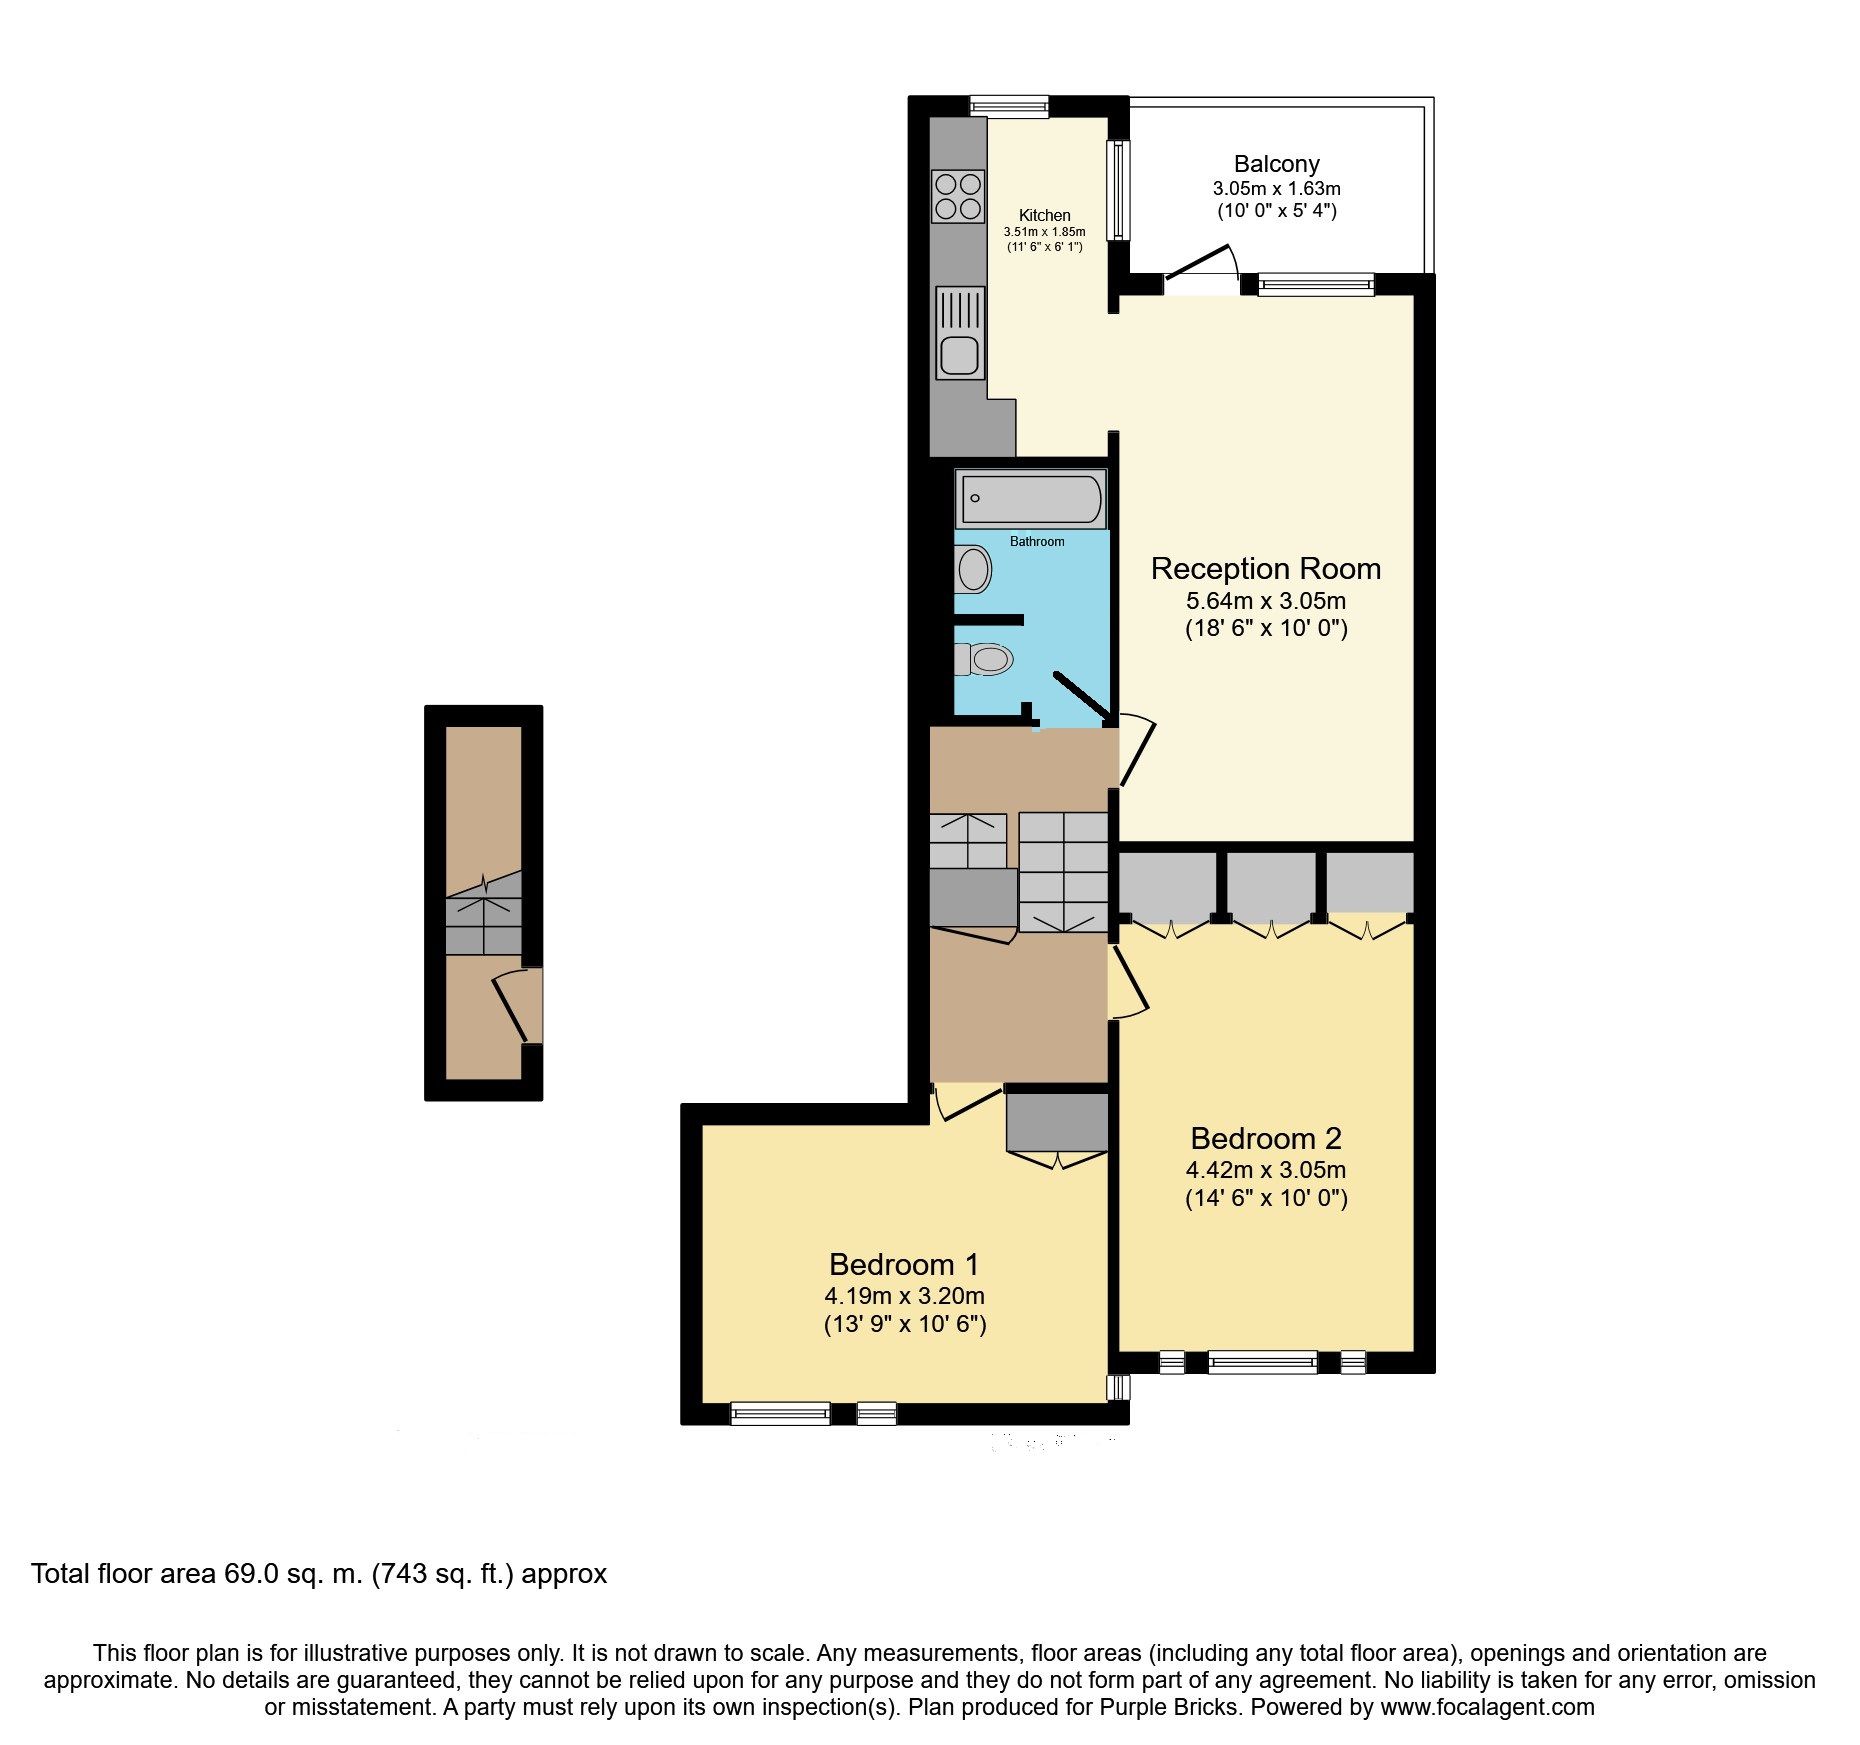 Balcony
3.05m x 1.63m
(10' 0" x 5' 4")
Kitchen
3.51m x 1.85m
(11' 6" x 6' 1")
Bathroom
Reception Room
5.64m x 3.05m
(18' 6" x 10' 0")
Bedroom 2
4.42m x 3.05m
(14' 6" x 10' 0")
Bedroom 1
4.19m x 3.20m
(13' 9" x 10' 6")
Total floor area 69.0 sq. m. (743 sq. ft.) approx
This floor plan is for illustrative purposes only. It is not drawn to scale. Any measurements, floor areas (including any total floor area), openings and orientation are
approximate. No details are guaranteed, they cannot be relied upon for any purpose and they do not form part of any agreement. No liability is taken for any error, omission
or misstatement. A party must rely upon its own inspection(s). Plan produced for Purple Bricks. Powered by www.focalagent.com